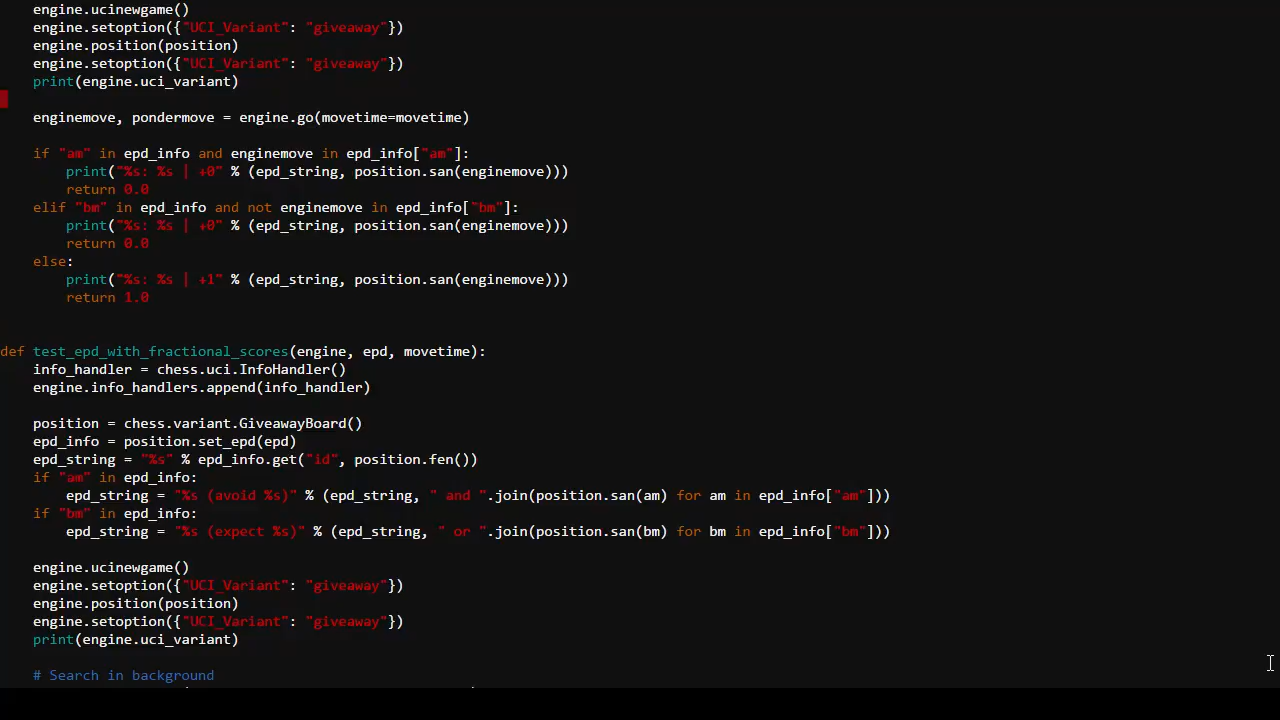 engine.ucinewgame()
    engine.setoption({"UCI_Variant": "giveaway"})
    engine.position(position)
    engine.setoption({"UCI_Variant": "giveaway"})
    print(engine.uci_variant)

    enginemove, pondermove = engine.go(movetime=movetime)

    if "am" in epd_info and enginemove in epd_info["am"]:
        print("%s: %s | +0" % (epd_string, position.san(enginemove)))
        return 0.0
    elif "bm" in epd_info and not enginemove in epd_info["bm"]:
        print("%s: %s | +0" % (epd_string, position.san(enginemove)))
        return 0.0
    else:
        print("%s: %s | +1" % (epd_string, position.san(enginemove)))
        return 1.0


def test_epd_with_fractional_scores(engine, epd, movetime):
    info_handler = chess.uci.InfoHandler()
    engine.info_handlers.append(info_handler)

    position = chess.variant.GiveawayBoard()
    epd_info = position.set_epd(epd)
    epd_string = "%s" % epd_info.get("id", position.fen())
    if "am" in epd_info:
        epd_string = "%s (avoid %s)" % (epd_string, " and ".join(position.san(am) for am in epd_info["am"]))
    if "bm" in epd_info:
        epd_string = "%s (expect %s)" % (epd_string, " or ".join(position.san(bm) for bm in epd_info["bm"]))

    engine.ucinewgame()
    engine.setoption({"UCI_Variant": "giveaway"})
    engine.position(position)
    engine.setoption({"UCI_Variant": "giveaway"})
    print(engine.uci_variant)

    # Search in background